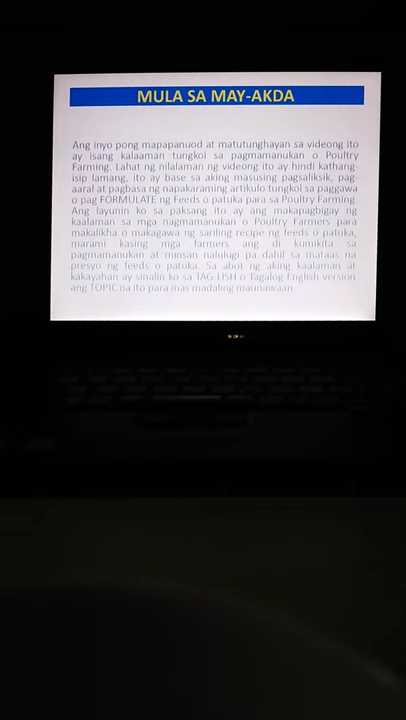 MULA SA MAY-AKDA
Ang inyo pong mapapanuod at matutunghayan sa videong ito
ay isang kalaaman tungkol sa pagmamanukan o Poultry
Farming. Lahat ng nilalaman ng videong ito ay hindi kathang-
isip lamang, ito ay base sa aking masusing pagsaliksik, pag-
aaral at pagbasa ng napakaraming artikulo tungkol sa paggawa
o pag FORMULATE ng Feeds o patuka para sa Poultry Farming.
Ang layunin ko sa paksang ito ay ang makapagbigay ng
kaalaman sa mga nagmamanukan o Poultry Farmers para
makalikha o makagawa ng sariling recipe ng feeds o patuka,
marami kasing mga farmers ang di kumikita sa
pagmamanukan at minsan nalulugi pa dahil sa mataas na
presyo ng feeds o patuka. Sa abot ng aking kaalaman at
kakayahan ay sinalin ko sa TAG-LISH o Tagalog-English version
ang TOPIC na ito para mas madaling maunawaan.